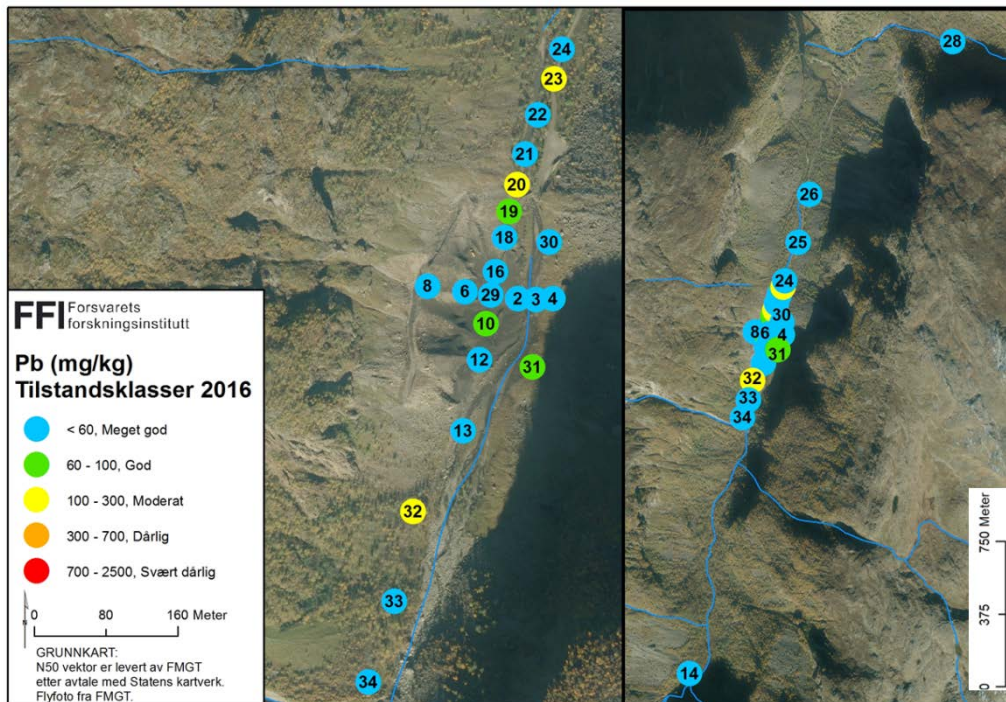 24
23
22
21
20
19
18
30
16
8
6
29
2
3
4
10
12
31
13
32
33
34
FFI Forsvarets
forskningsinstitutt
Pb (mg/kg)
Tilstandsklasser 2016
< 60, Meget god
60 - 100, God
100 - 300, Moderat
300 - 700, Dårlig
700 - 2500, Svært dårlig
N
0 80 160 Meter
GRUNNKART:
N50 vektor er levert av FMGT
etter avtale med Statens kartverk.
Flyfoto fra FMGT.
28
26
25
24
30
86
4
31
32
33
34
14
0 375 750 Meter